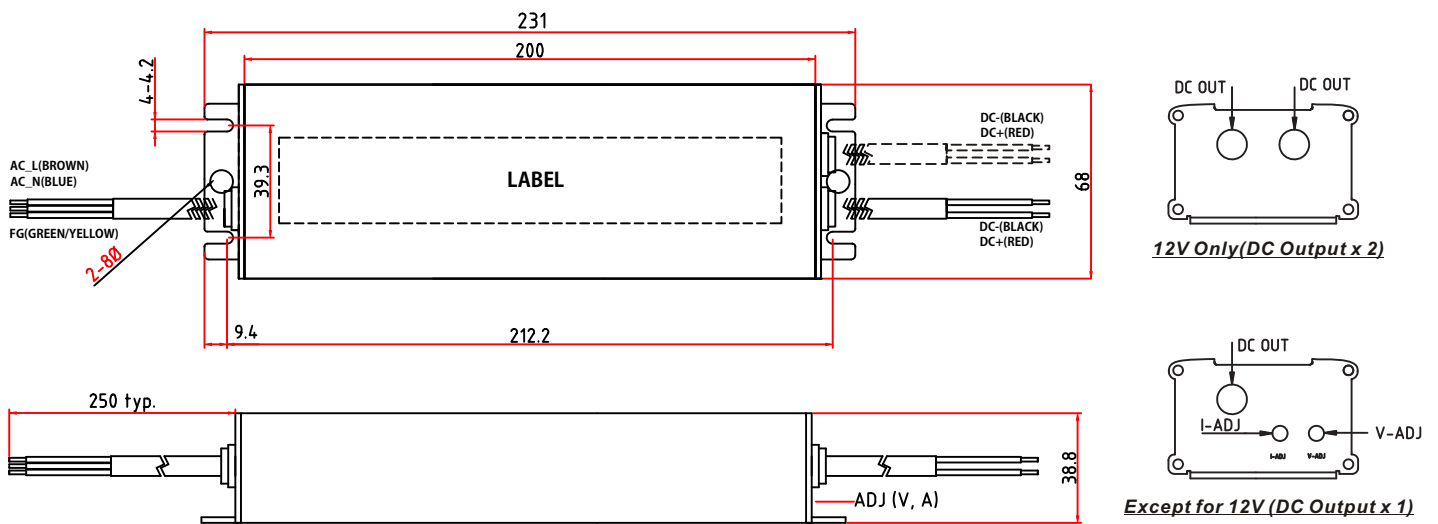 231
200
4-4.2
39.3
AC_L(BROWN)
AC_N(BLUE)
FG(GREEN/YELLOW)
2-8Ø
LABEL
DC-(BLACK)
DC+(RED)
DC-(BLACK)
DC+(RED)
68
9.4
212.2
DC OUT
DC OUT
12V Only(DC Output x 2)
250 typ.
38.8
ADJ (V, A)
DC OUT
I-ADJ
V-ADJ
I-ADJ
V-ADJ
Except for 12V (DC Output x 1)